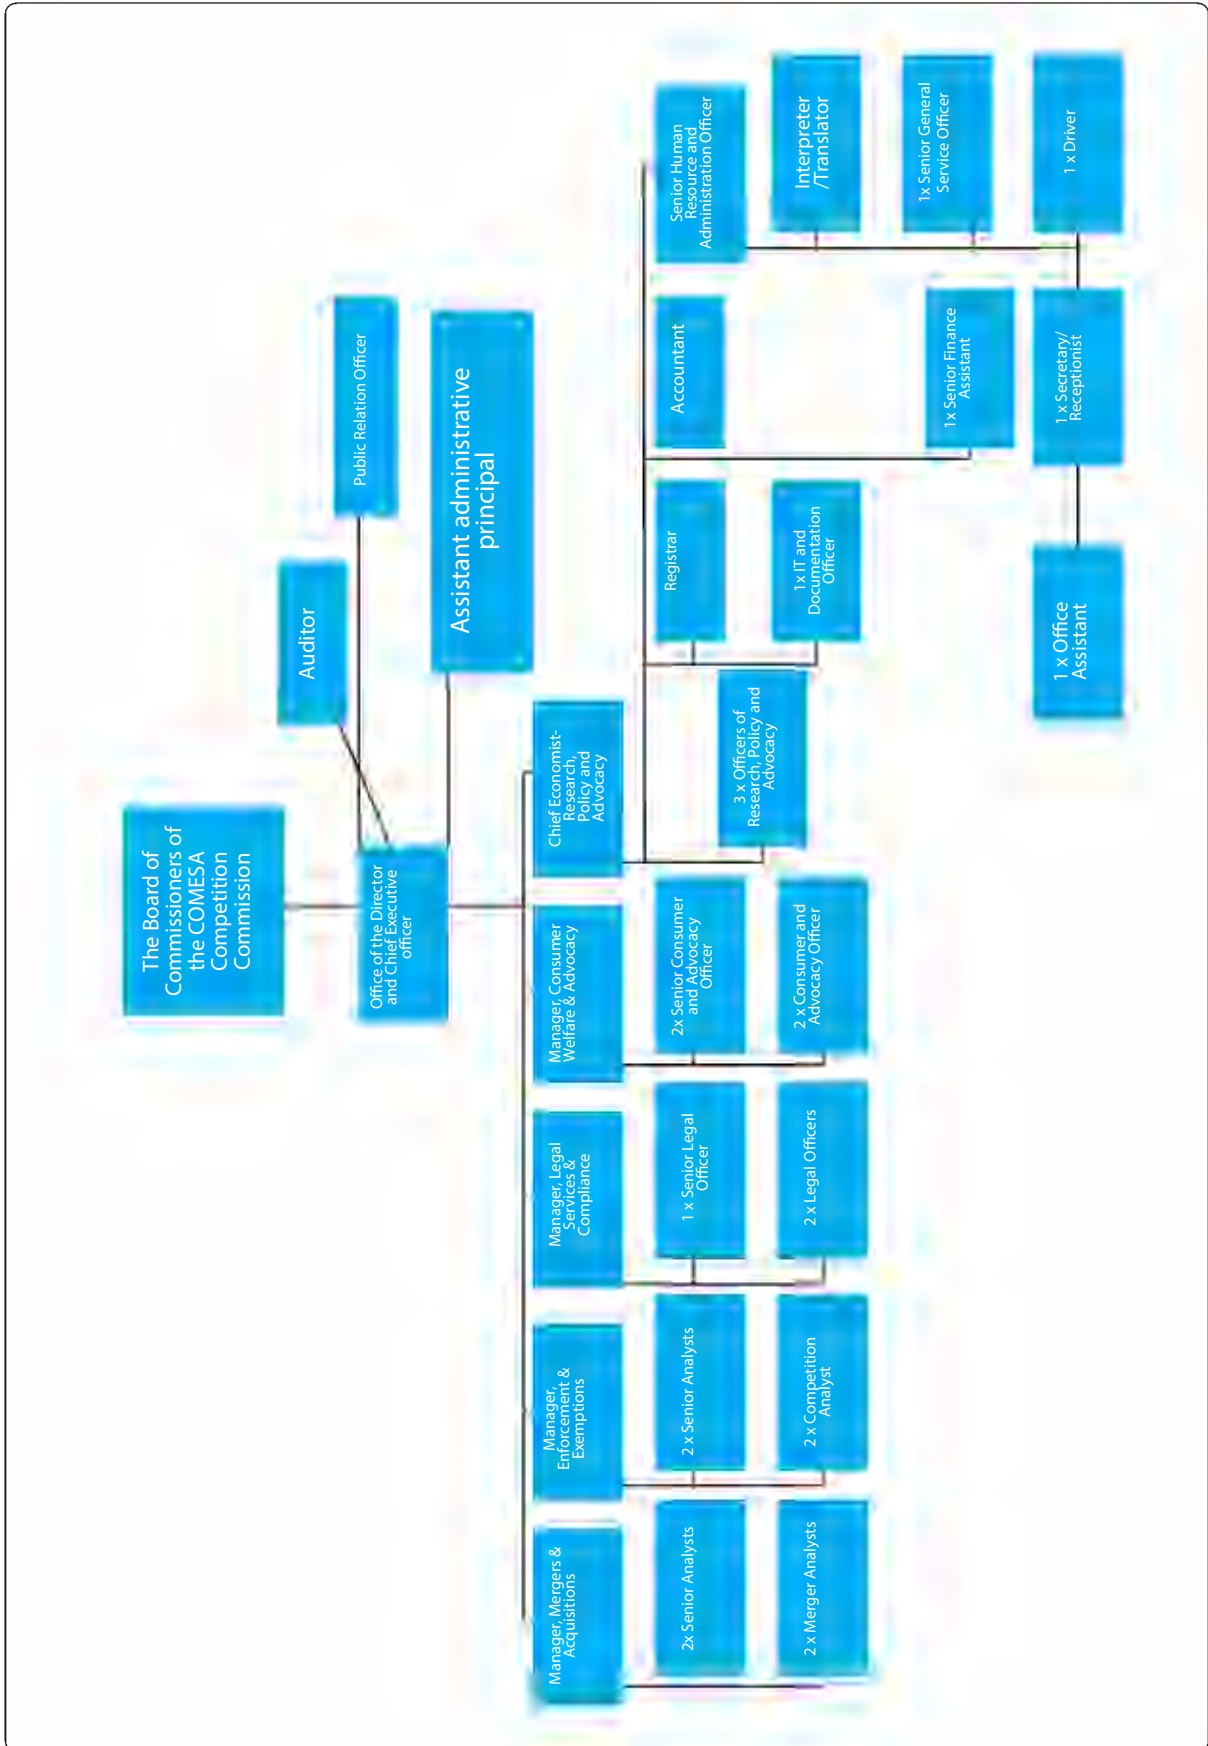 The Board of
Commissioners of
the COMESA
Competition
Commission
Auditor
Public Relation Officer
Office of the Director
and Chief Executive
officer
Assistant administrative
principal
Manager, Mergers &
Acquisitions
Manager,
Enforcement &
Exemptions
Manager, Legal
Services &
Compliance
Manager, Consumer
Welfare & Advocacy
Chief Economist-
Research,
Policy and
Advocacy
2x Senior Analysts
2 x Senior Analysts
1 x Senior Legal
Officer
2x Senior Consumer
and Advocacy
Officer
Registrar
Accountant
Senior Human
Resource and
Administration Officer
3 x Officers of
Research, Policy and
Advocacy
2 x Merger Analysts
2 x Competition
Analyst
2 x Legal Officers
2 x Consumer and
Advocacy Officer
1x IT and
Documentation
Officer
Interpreter
/Translator
1x Senior Finance
Assistant
1x Senior General
Service Officer
1 x Office
Assistant
1 x Secretary/
Receptionist
1 x Driver